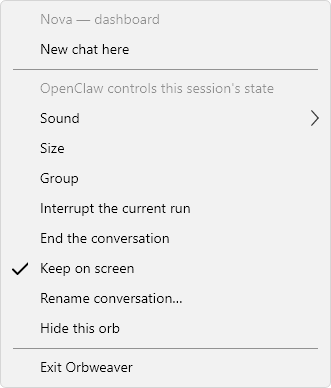 Nova — dashboard
New chat here
OpenClaw controls this session's state
Sound
Size
Group
Interrupt the current run
End the conversation
Keep on screen
Rename conversation...
Hide this orb
Exit Orbweaver